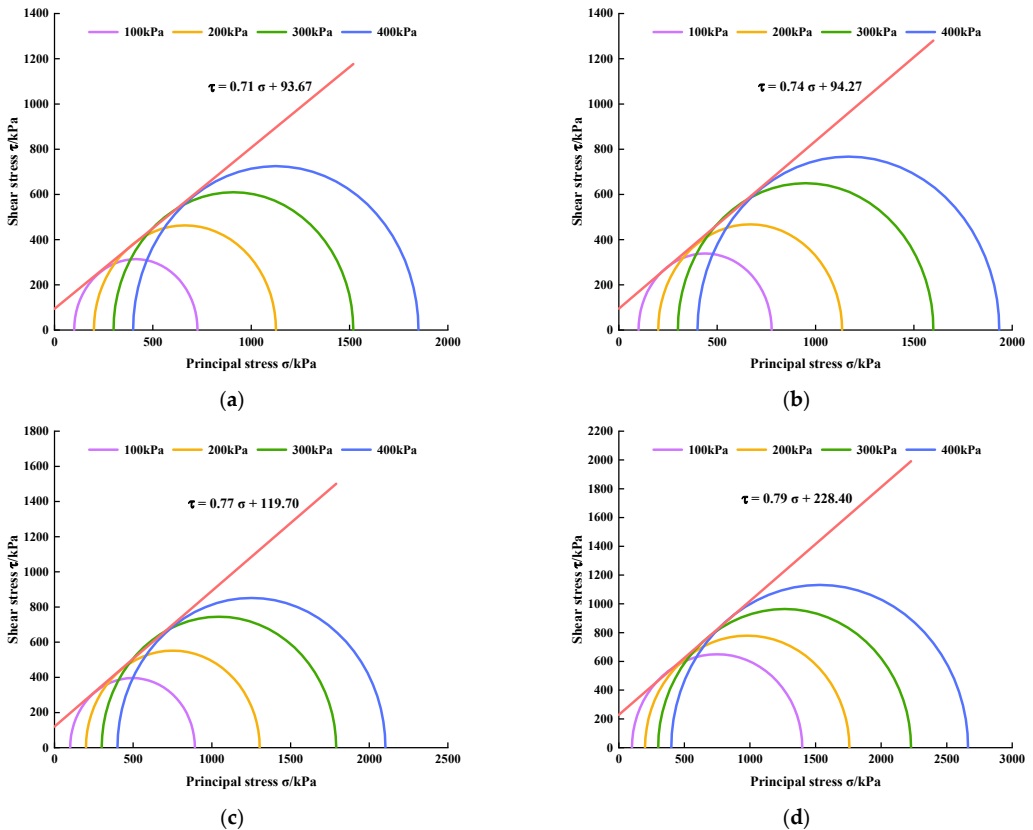 1400
1200
1000
800
600
400
200
0
Shear stress τ/kPa
100kPa 200kPa 300kPa 400kPa
τ = 0.71 σ + 93.67
0 500 1000 1500 2000
Principal stress σ/kPa
(a)
1400
1200
1000
800
600
400
200
0
Shear stress τ/kPa
100kPa 200kPa 300kPa 400kPa
τ = 0.74 σ + 94.27
0 500 1000 1500 2000
Principal stress σ/kPa
(b)
1800
1600
1400
1200
1000
800
600
400
200
0
Shear stress τ/kPa
100kPa 200kPa 300kPa 400kPa
τ = 0.77 σ + 119.70
0 500 1000 1500 2000 2500
Principal stress σ/kPa
(c)
2200
2000
1800
1600
1400
1200
1000
800
600
400
200
0
Shear stress τ/kPa
100kPa 200kPa 300kPa 400kPa
τ = 0.79 σ + 228.40
0 500 1000 1500 2000 2500 3000
Principal stress σ/kPa
(d)